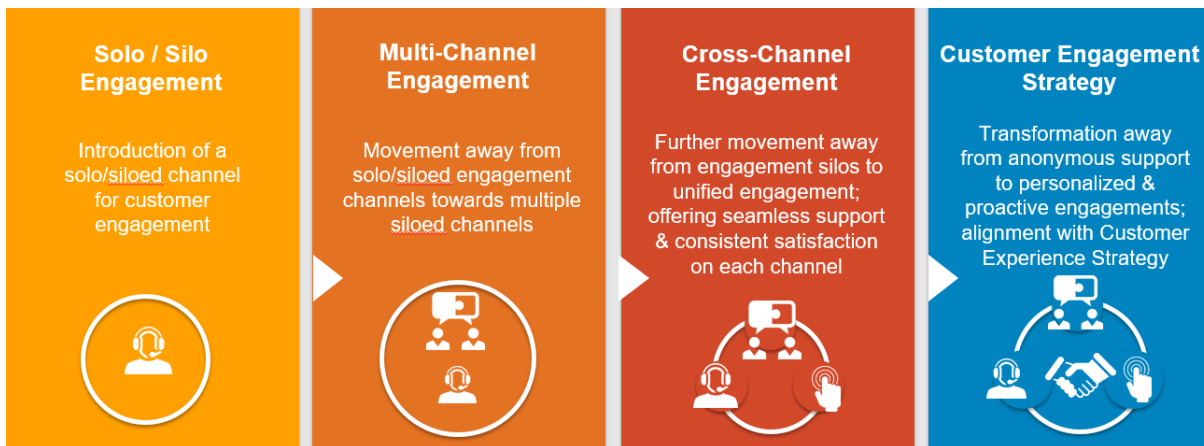 Solo / Silo
Engagement
Introduction of a
solo/siloed channel
for customer
engagement
Multi-Channel
Engagement
Movement away from
solo/siloed engagement
channels towards multiple
siloed channels
Cross-Channel
Engagement
Further movement away
from engagement silos to
unified engagement;
offering seamless support
& consistent satisfaction
on each channel
Customer Engagement
Strategy
Transformation away
from anonymous support
to personalized &
proactive engagements;
alignment with Customer
Experience Strategy